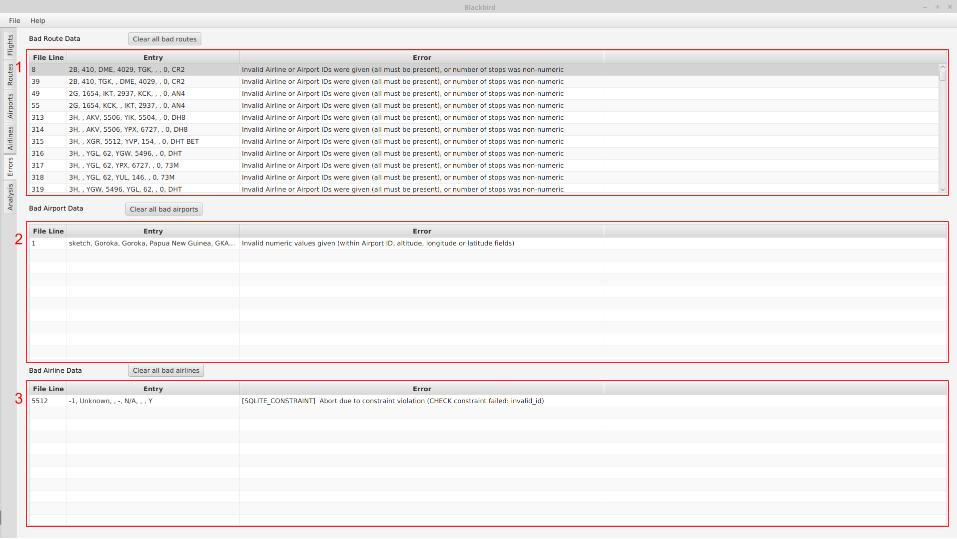 Blackbird
File Help
Flights
Routes
Airports
Airlines
Errors
Analysis
Bad Route Data Clear all bad routes
1
File Line Entry Error
8 2B, 410, DME, 4029, TGK, , , 0, CR2 Invalid Airline or Airport IDs were given (all must be present), or number of stops was non-numeric
39 2B, 410, TGK, , DME, 4029, , 0, CR2 Invalid Airline or Airport IDs were given (all must be present), or number of stops was non-numeric
49 2G, 1654, IKT, 2937, KCK, , , 0, AN4 Invalid Airline or Airport IDs were given (all must be present), or number of stops was non-numeric
55 2G, 1654, KCK, , IKT, 2937, , 0, AN4 Invalid Airline or Airport IDs were given (all must be present), or number of stops was non-numeric
313 3H, , AKV, 5506, YIK, 5504, , 0, DH8 Invalid Airline or Airport IDs were given (all must be present), or number of stops was non-numeric
314 3H, , AKV, 5506, YPX, 6727, , 0, DH8 Invalid Airline or Airport IDs were given (all must be present), or number of stops was non-numeric
315 3H, , XGR, 5512, YVP, 154, , 0, DHT BET Invalid Airline or Airport IDs were given (all must be present), or number of stops was non-numeric
316 3H, , YGL, 62, YGW, 5496, , 0, DHT Invalid Airline or Airport IDs were given (all must be present), or number of stops was non-numeric
317 3H, , YGL, 62, YPX, 6727, , 0, 73M Invalid Airline or Airport IDs were given (all must be present), or number of stops was non-numeric
318 3H, , YGL, 62, YUL, 146, , 0, 73M Invalid Airline or Airport IDs were given (all must be present), or number of stops was non-numeric
319 3H, , YGW, 5496, YGL, 62, , 0, DHT Invalid Airline or Airport IDs were given (all must be present), or number of stops was non-numeric
Bad Airport Data Clear all bad airports
2
File Line Entry Error
1 sketch, Goroka, Goroka, Papua New Guinea, GKA... Invalid numeric values given (within Airport ID, altitude, longitude or latitude fields)
Bad Airline Data Clear all bad airlines
3
File Line Entry Error
5512 -1, Unknown, , -, N/A, , , Y [SQLITE_CONSTRAINT] Abort due to constraint violation (CHECK constraint failed: invalid_id)